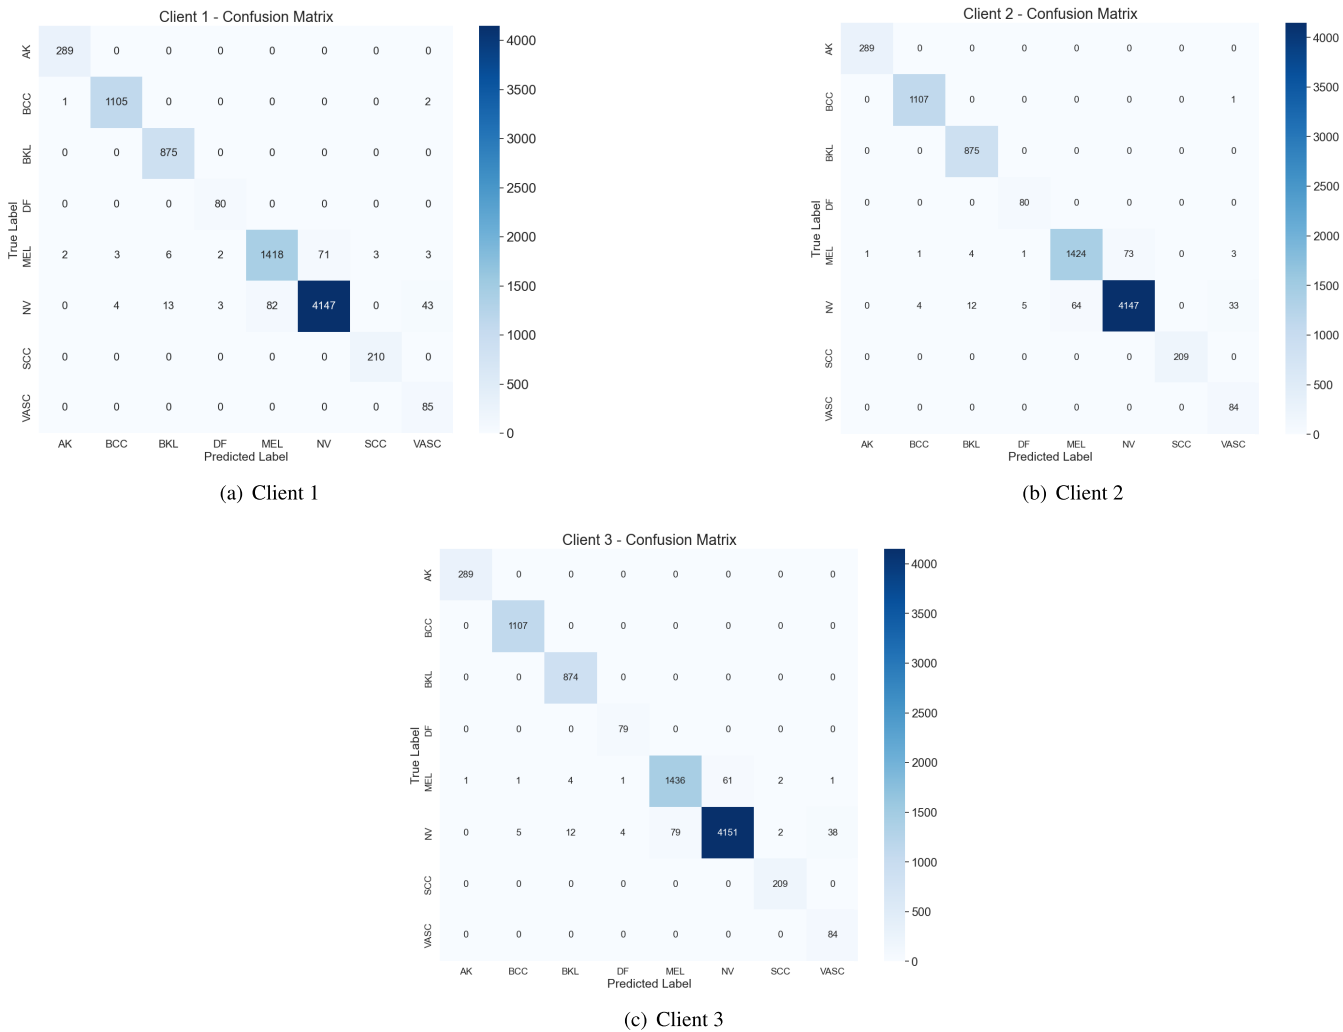 Client 1 - Confusion Matrix
AK 289 0 0 0 0 0 0 0
BCC 1 1105 0 0 0 0 0 2
BKL 0 0 875 0 0 0 0 0
DF 0 0 0 80 0 0 0 0
MEL 2 3 6 2 1418 71 3 3
NV 0 4 13 3 82 4147 0 43
SCC 0 0 0 0 0 0 210 0
VASC 0 0 0 0 0 0 0 85
True Label
AK BCC BKL DF MEL NV SCC VASC
Predicted Label
4000
3500
3000
2500
2000
1500
1000
500
0
(a) Client 1
Client 2 - Confusion Matrix
AK 289 0 0 0 0 0 0 0
BCC 0 1107 0 0 0 0 0 1
BKL 0 0 875 0 0 0 0 0
DF 0 0 0 80 0 0 0 0
MEL 1 1 4 1 1424 73 0 3
NV 0 4 12 5 64 4147 0 33
SCC 0 0 0 0 0 0 209 0
VASC 0 0 0 0 0 0 0 84
True Label
AK BCC BKL DF MEL NV SCC VASC
Predicted Label
4000
3500
3000
2500
2000
1500
1000
500
0
(b) Client 2
Client 3 - Confusion Matrix
AK 289 0 0 0 0 0 0 0
BCC 0 1107 0 0 0 0 0 0
BKL 0 0 874 0 0 0 0 0
DF 0 0 0 79 0 0 0 0
MEL 1 1 4 1 1436 61 2 1
NV 0 5 12 4 79 4151 2 38
SCC 0 0 0 0 0 0 209 0
VASC 0 0 0 0 0 0 0 84
True Label
AK BCC BKL DF MEL NV SCC VASC
Predicted Label
4000
3500
3000
2500
2000
1500
1000
500
0
(c) Client 3